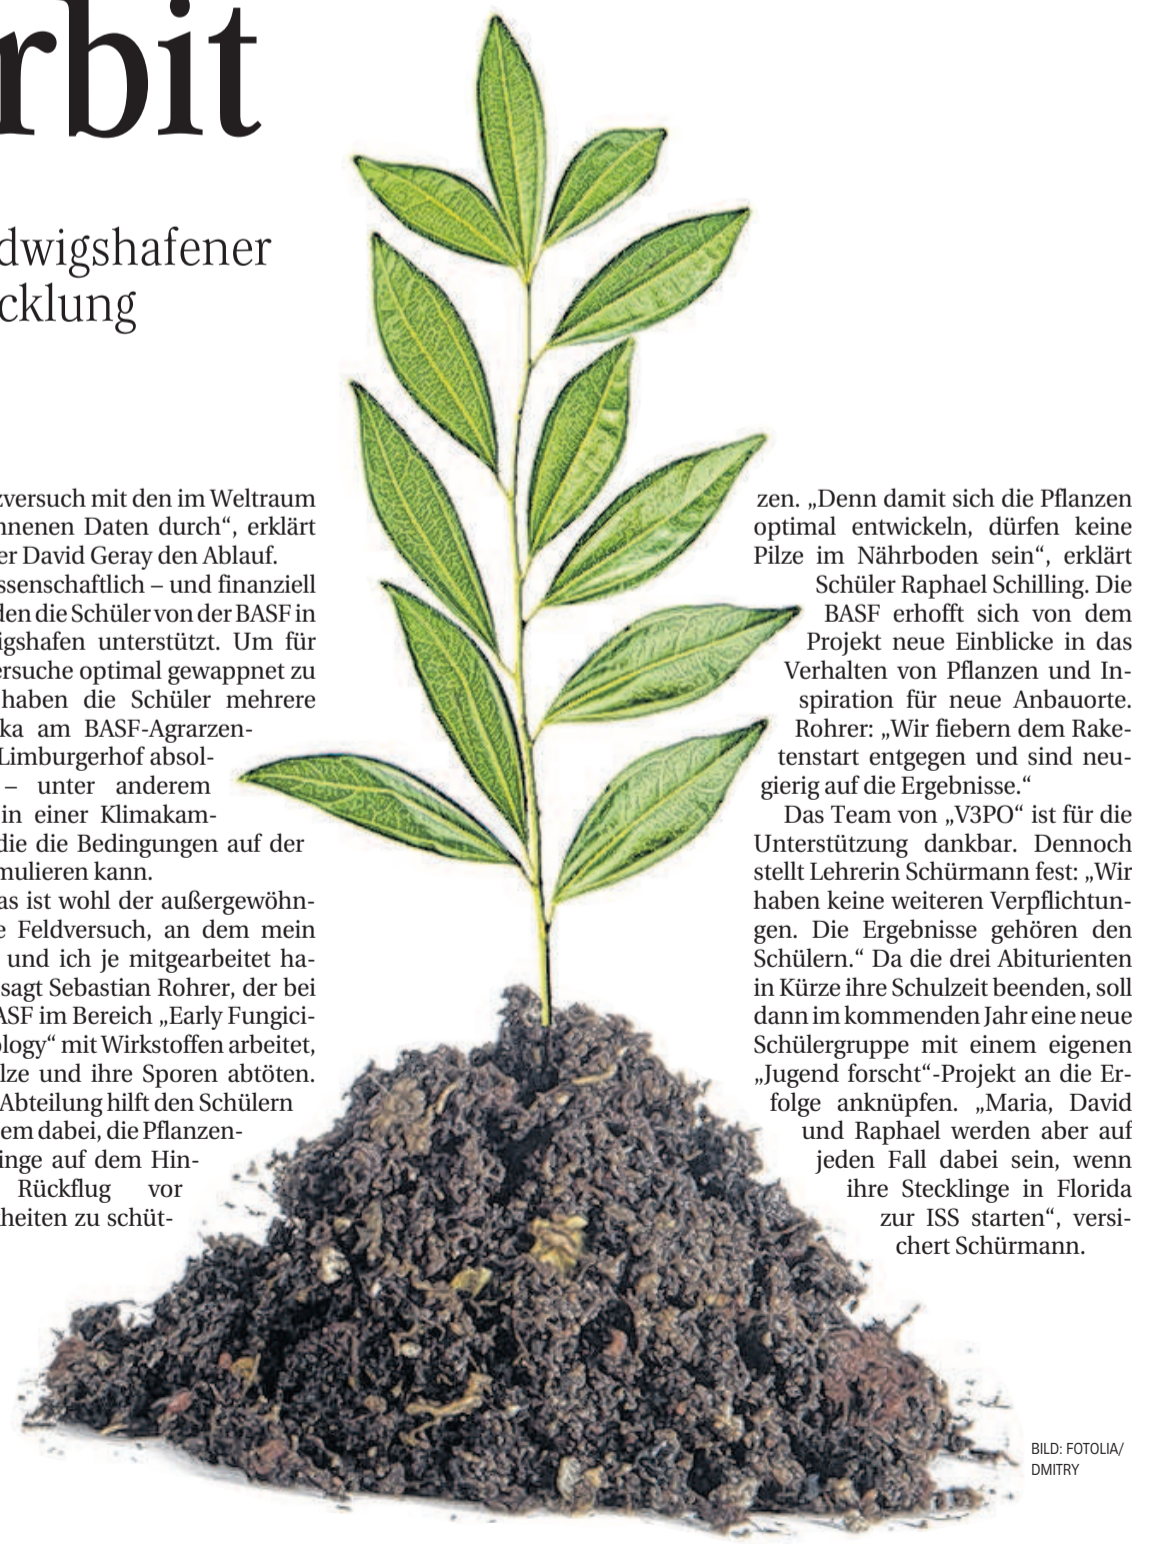 rbit
dwigshafener
cklung
zversuch mit den im Weltraum
nnenen Daten durch“, erklärt
er David Geray den Ablauf.
ssenschaftlich – und finanziell
den die Schüler von der BASF in
igshafen unterstützt. Um für
ersuche optimal gewappnet zu
haben die Schüler mehrere
ka am BASF-Agrarzen-
Limburgerhof absol-
– unter anderem
in einer Klimakam-
die die Bedingungen auf der
mulieren kann.
as ist wohl der außergewöhn-
e Feldversuch, an dem mein
und ich je mitgearbeitet ha-
sagt Sebastian Rohrer, der bei
ASF im Bereich „Early Fungici-
ology“ mit Wirkstoffen arbeitet,
lze und ihre Sporen abtöten.
Abteilung hilft den Schülern
em dabei, die Pflanzen-
inge auf dem Hin-
Rückflug vor
heiten zu schüt-
zen. „Denn damit sich die Pflanzen
optimal entwickeln, dürfen keine
Pilze im Nährboden sein“, erklärt
Schüler Raphael Schilling. Die
BASF erhofft sich von dem
Projekt neue Einblicke in das
Verhalten von Pflanzen und In-
spiration für neue Anbauorte.
Rohrer: „Wir fiebern dem Rake-
tenstart entgegen und sind neu-
gierig auf die Ergebnisse.“
Das Team von „V3PO“ ist für die
Unterstützung dankbar. Dennoch
stellt Lehrerin Schürmann fest: „Wir
haben keine weiteren Verpflichtun-
gen. Die Ergebnisse gehören den
Schülern.“ Da die drei Abiturienten
in Kürze ihre Schulzeit beenden, soll
dann im kommenden Jahr eine neue
Schülergruppe mit einem eigenen
„Jugend forscht“-Projekt an die Er-
folge anknüpfen. „Maria, David
und Raphael werden aber auf
jeden Fall dabei sein, wenn
ihre Stecklinge in Florida
zur ISS starten“, versi-
chert Schürmann.
BILD: FOTOLIA/
DMITRY